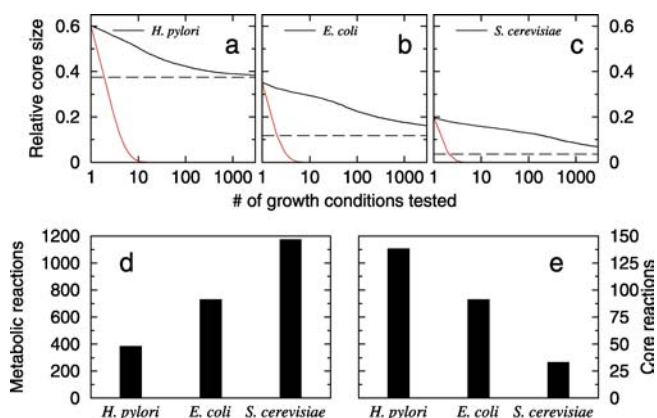 0.6
0.4
0.2
0
Relative core size
H. pylori
a
E. coli
b
S. cerevisiae
c
0.6
0.4
0.2
0
1 10 100 1000
1 10 100 1000
1 10 100 1000
# of growth conditions tested
1200
1000
800
600
400
200
0
Metabolic reactions
d
H. pylori E. coli S. cerevisiae
e
H. pylori E. coli S. cerevisiae
150
125
100
75
50
25
0
Core reactions